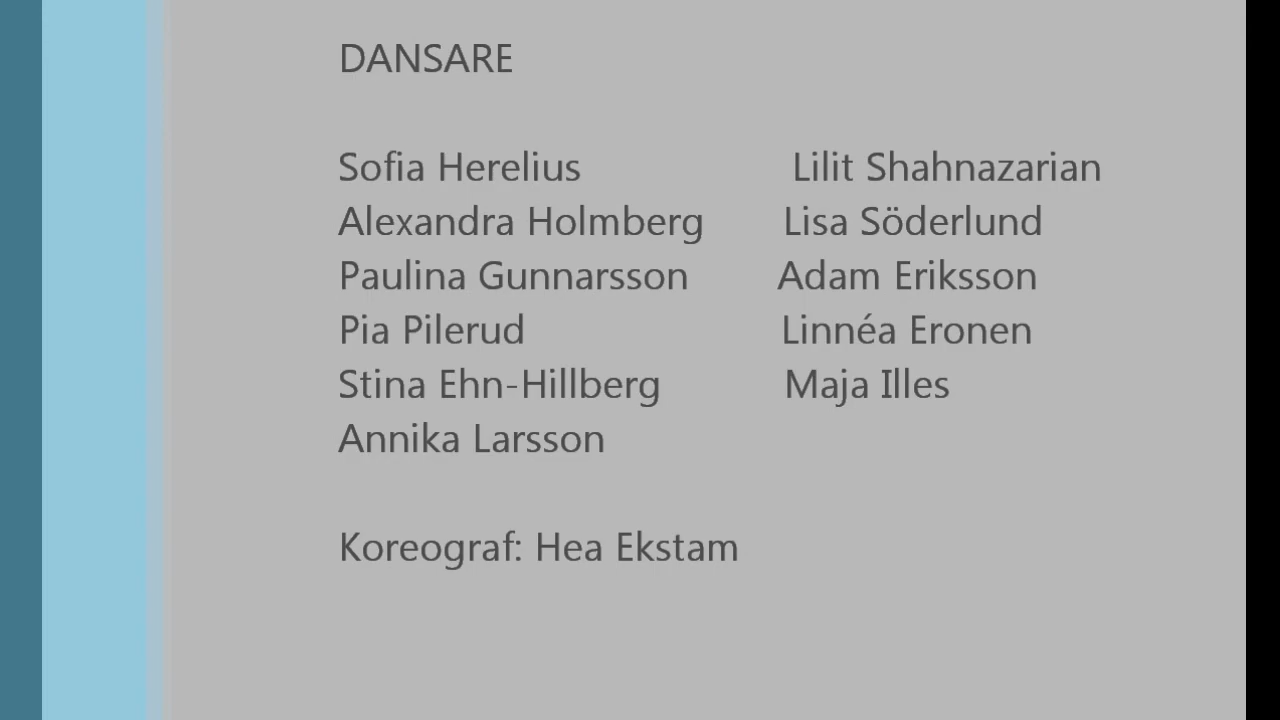 DANSARE
Sofia Herelius Lilit Shahnazarian
Alexandra Holmberg Lisa Söderlund
Paulina Gunnarsson Adam Eriksson
Pia Pilerud Linnéa Eronen
Stina Ehn-Hillberg Maja Illes
Annika Larsson
Koreograf: Hea Ekstam